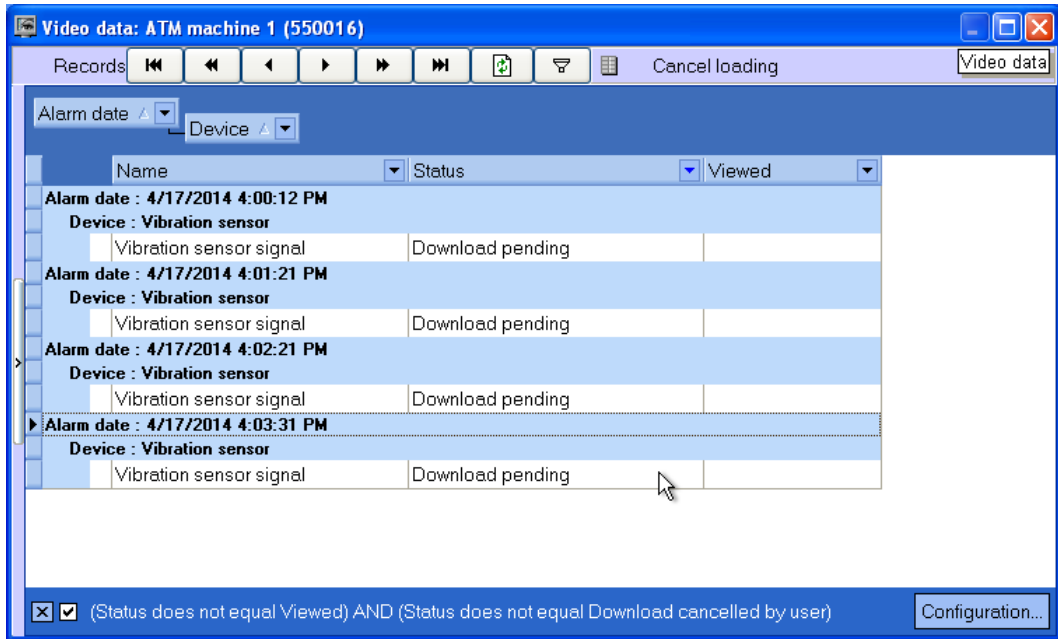 Video data: ATM machine 1 (550016)
Records Cancel loading Video data
Alarm date
Device
Name Status Viewed
Alarm date : 4/17/2014 4:00:12 PM
Device : Vibration sensor
Vibration sensor signal Download pending
Alarm date : 4/17/2014 4:01:21 PM
Device : Vibration sensor
Vibration sensor signal Download pending
Alarm date : 4/17/2014 4:02:21 PM
Device : Vibration sensor
Vibration sensor signal Download pending
Alarm date : 4/17/2014 4:03:31 PM
Device : Vibration sensor
Vibration sensor signal Download pending
(Status does not equal Viewed) AND (Status does not equal Download cancelled by user) Configuration...